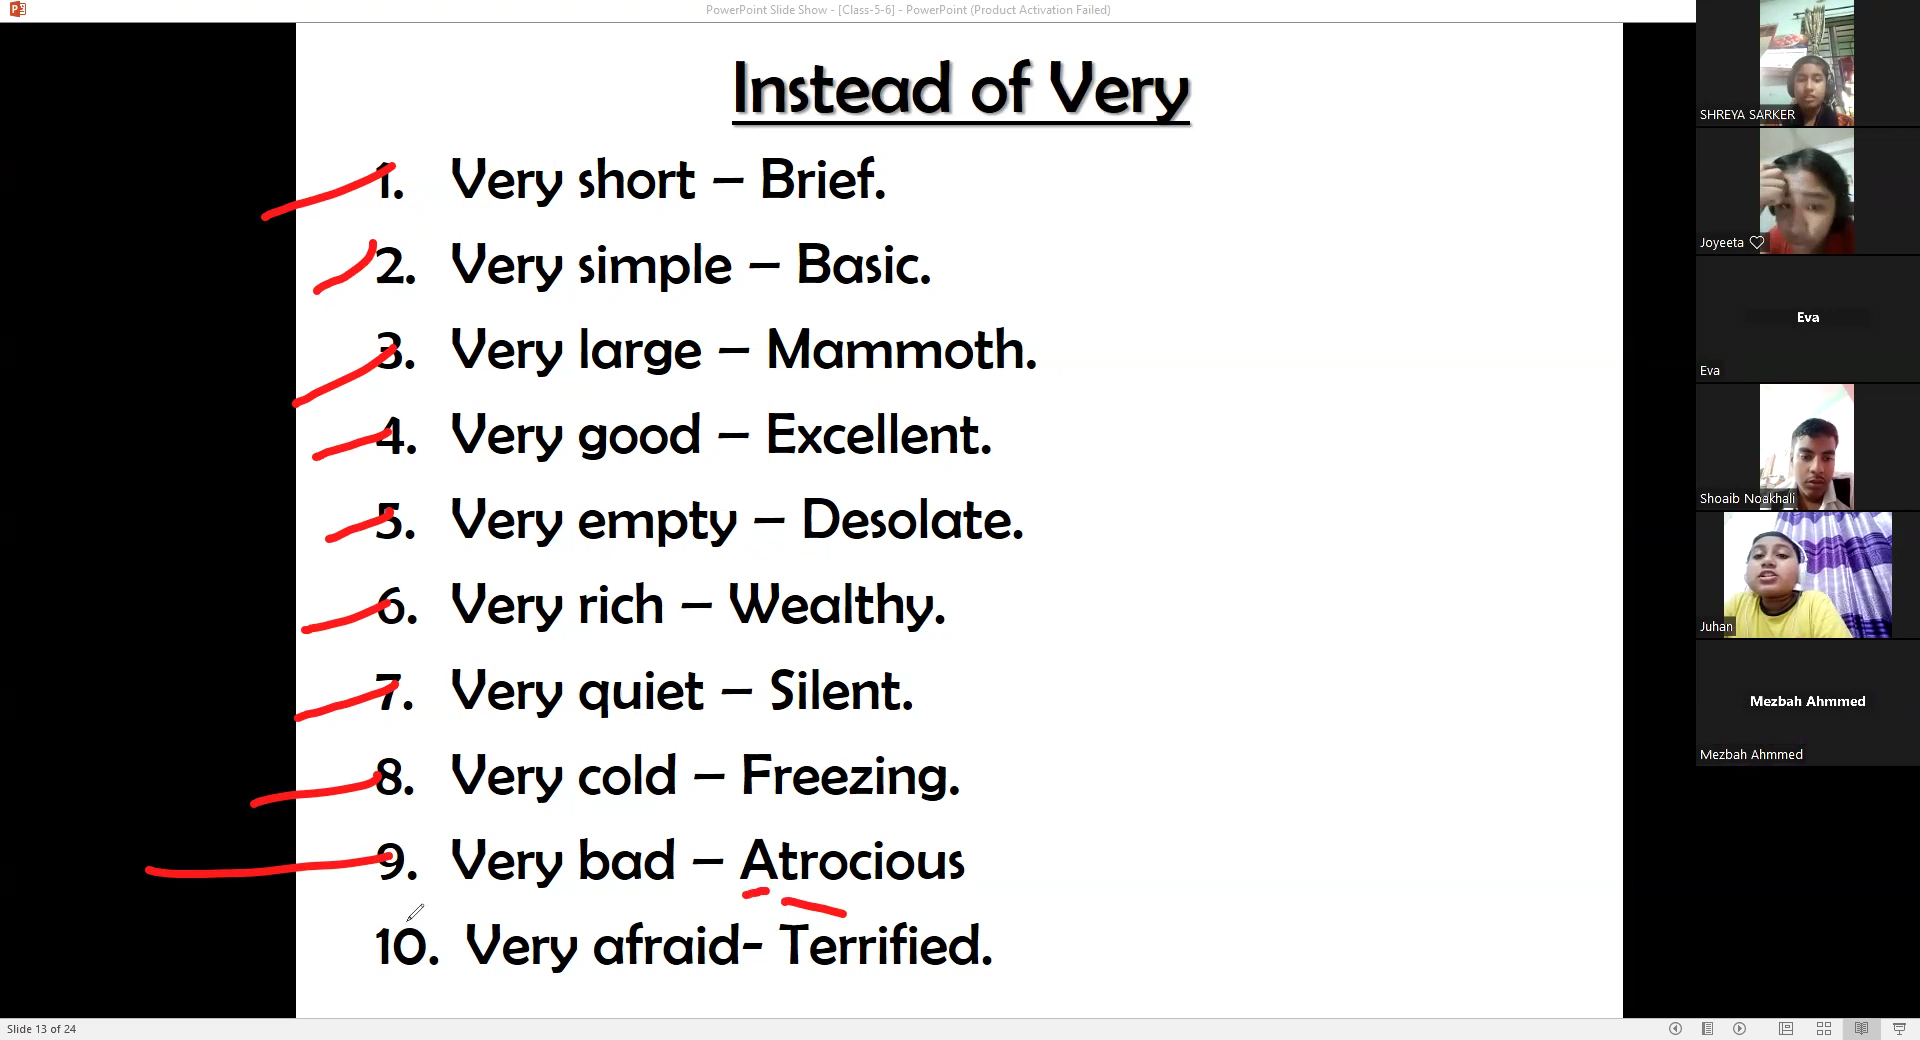 PowerPoint Slide Show - [Class-5-6] - PowerPoint (Product Activation Failed)
Instead of Very
1. Very short – Brief.
2. Very simple – Basic.
3. Very large – Mammoth.
4. Very good – Excellent.
5. Very empty – Desolate.
6. Very rich – Wealthy.
7. Very quiet – Silent.
8. Very cold – Freezing.
9. Very bad – Atrocious
10. Very afraid- Terrified.
SHREYA SARKER
Joyeeta ♡
Eva
Eva
Shoaib Noakhali
Juhan
Mezbah Ahmmed
Mezbah Ahmmed
Slide 13 of 24